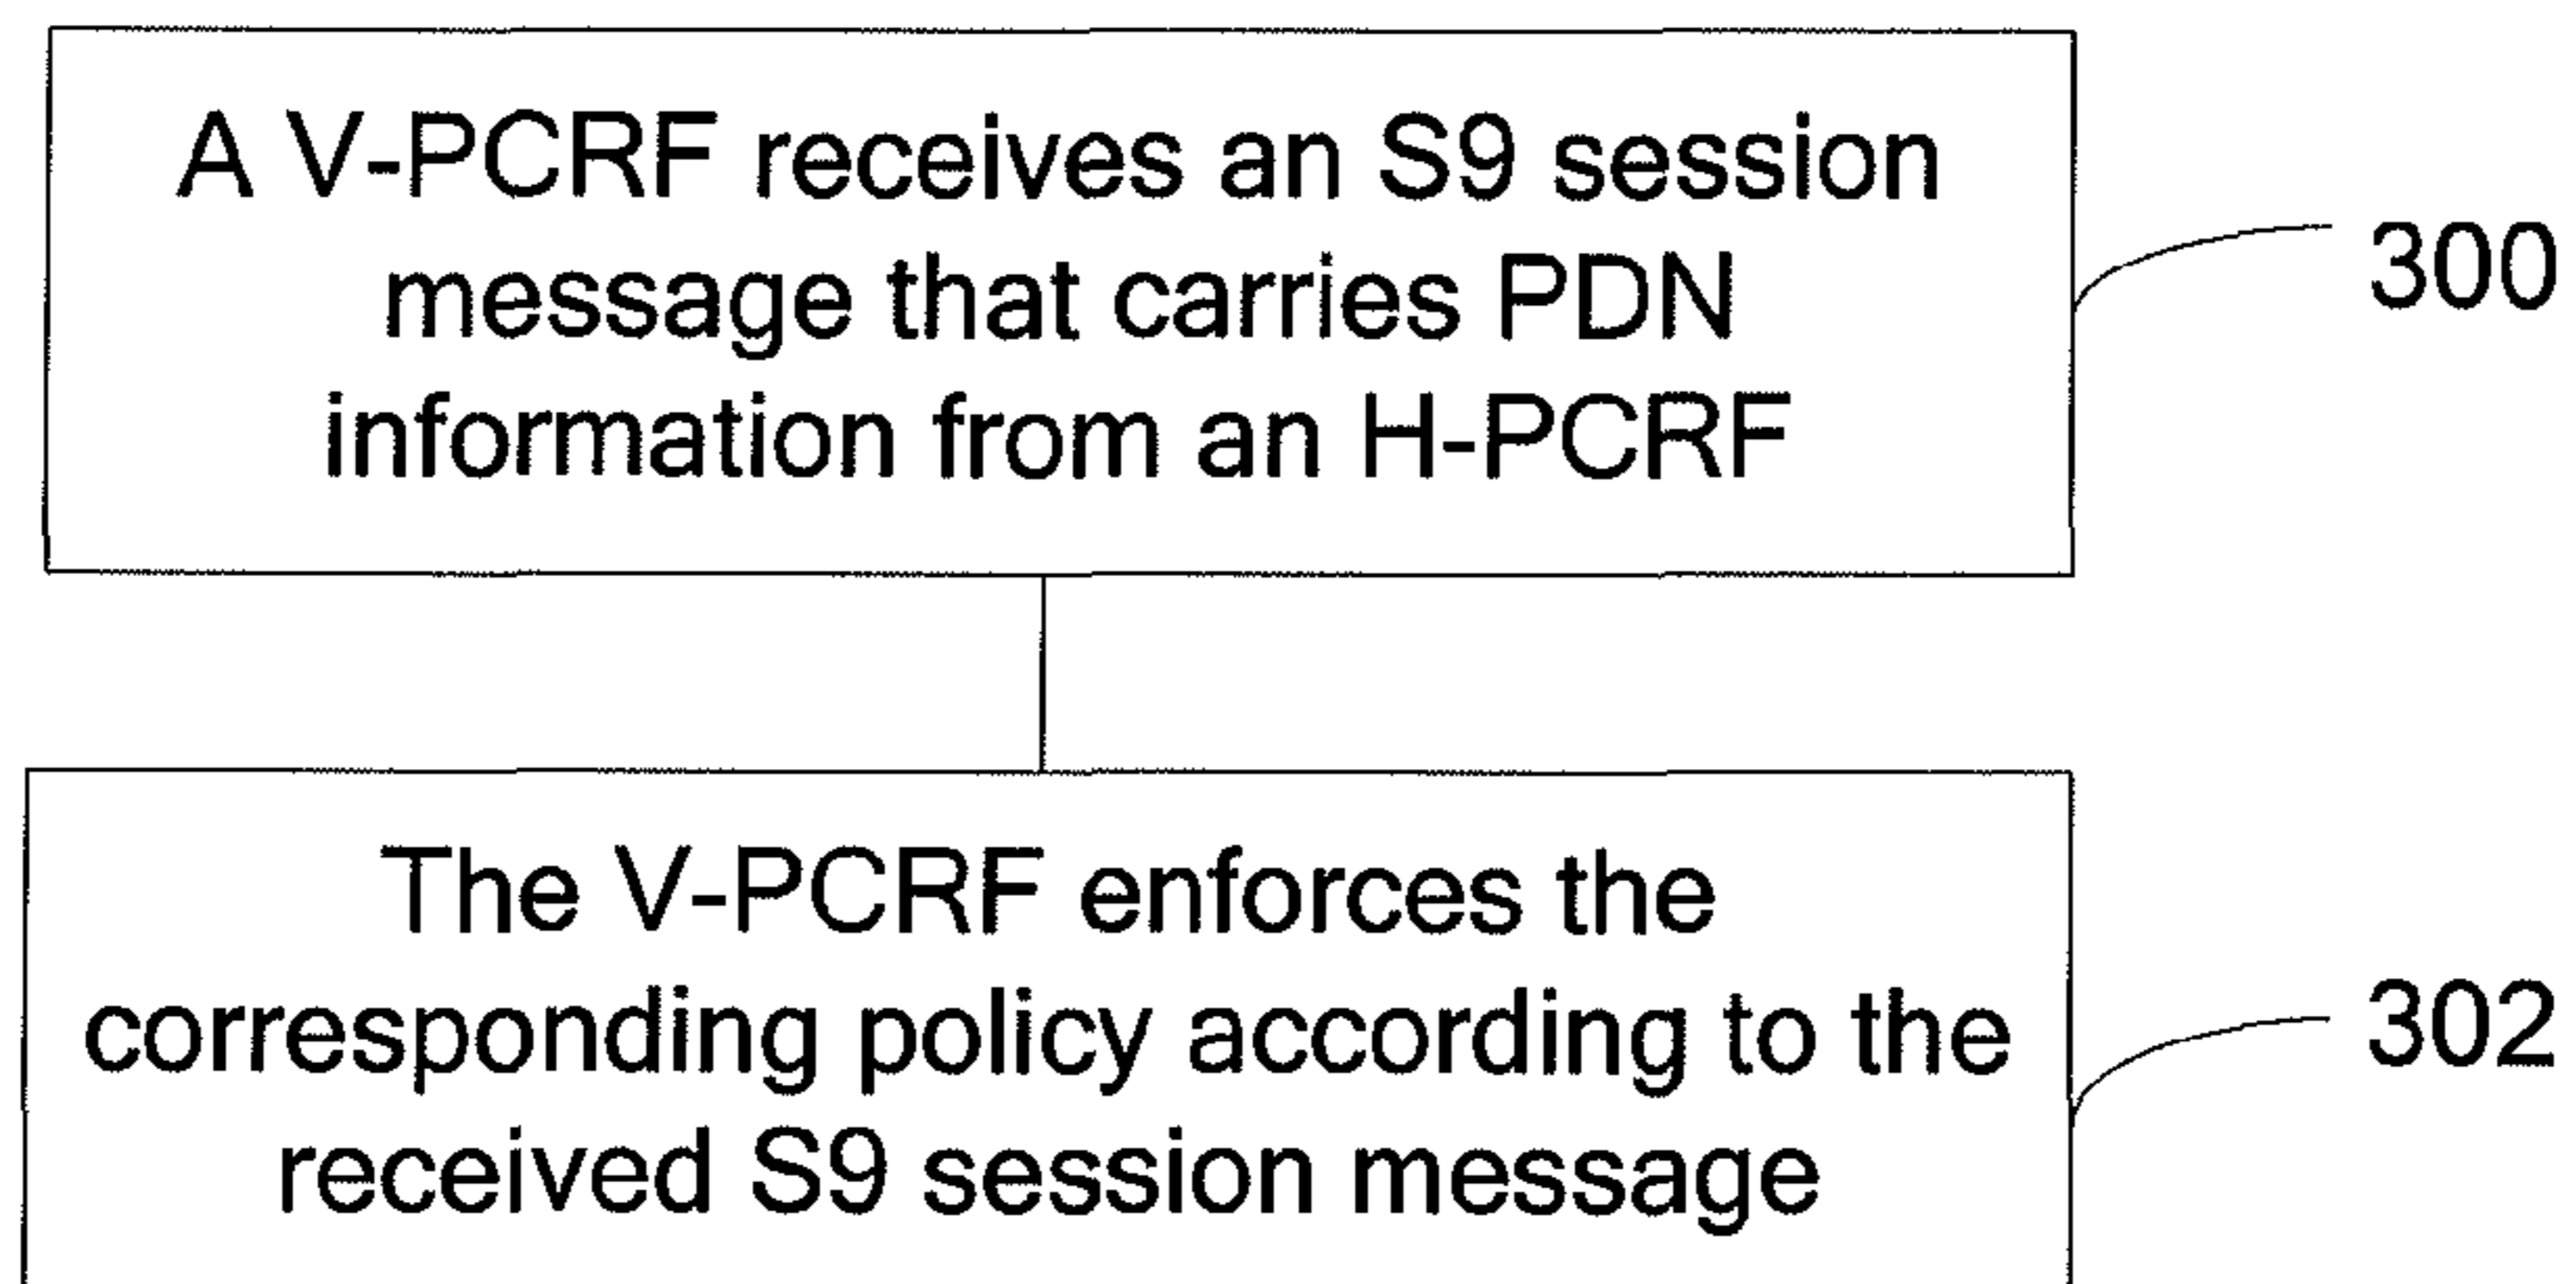 A V-PCRF receives an S9 session
message that carries PDN
information from an H-PCRF
300
The V-PCRF enforces the
corresponding policy according to the
received S9 session message
302